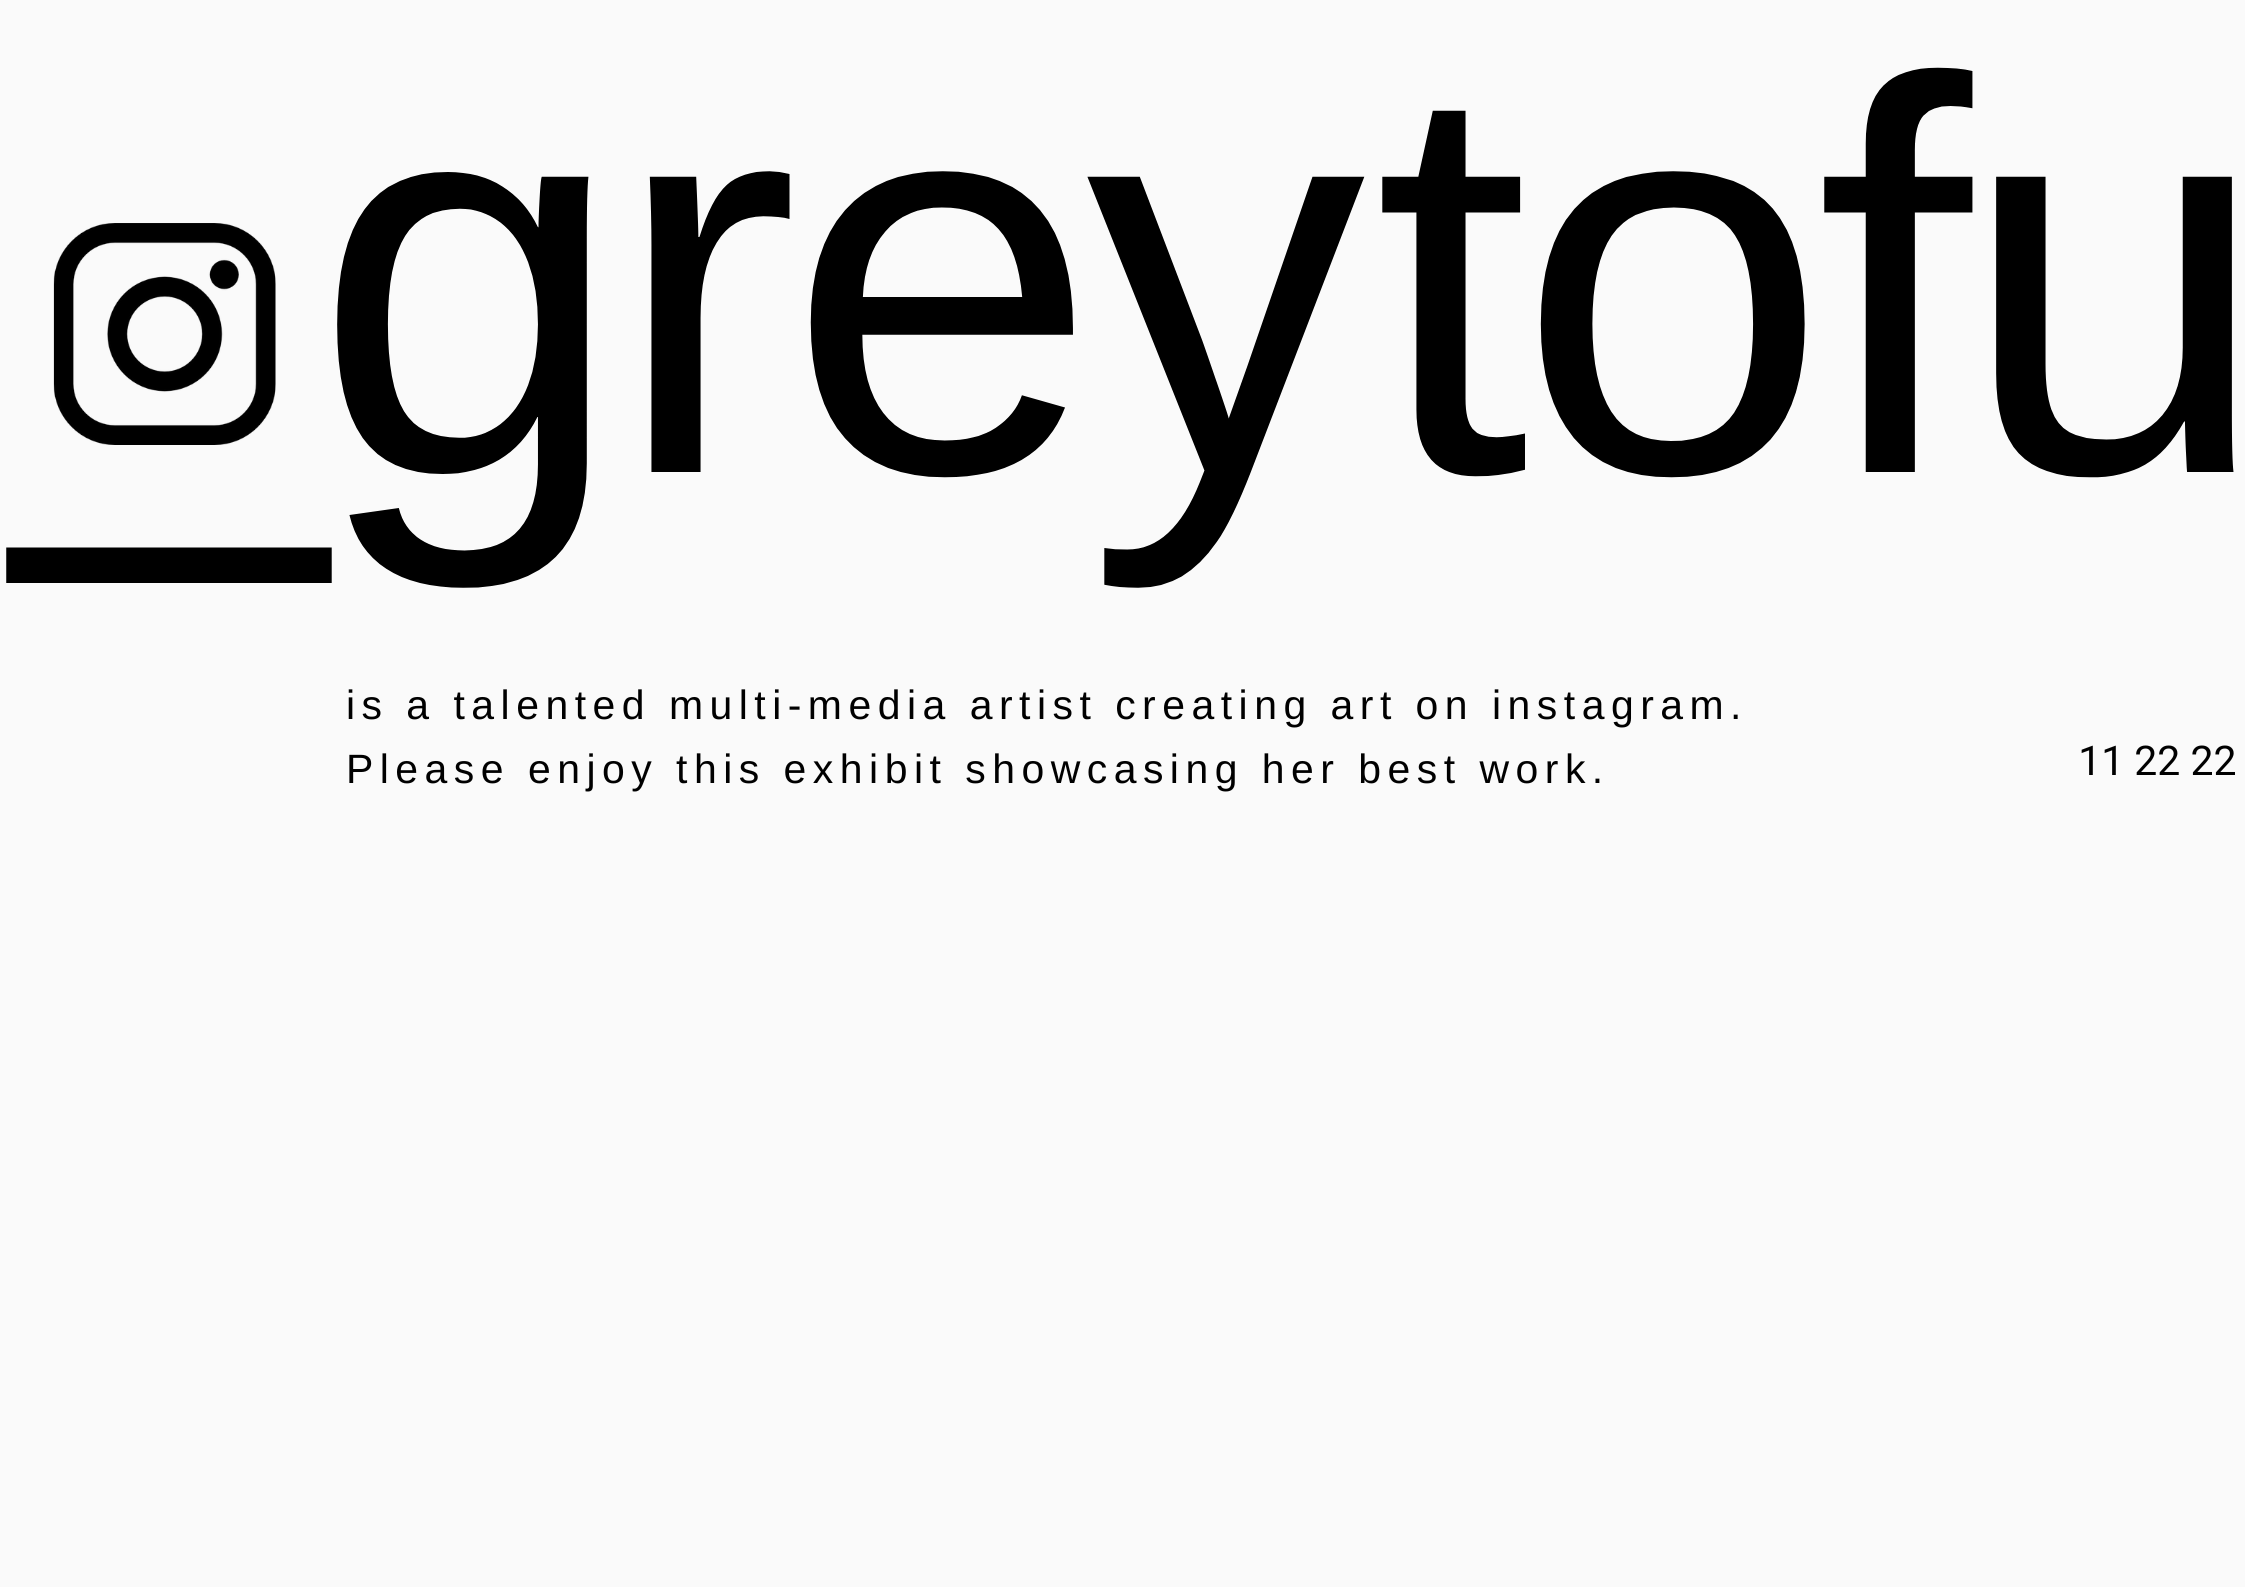 _greytofu
is a talented multi-media artist creating art on instagram.
Please enjoy this exhibit showcasing her best work.
11 22 22